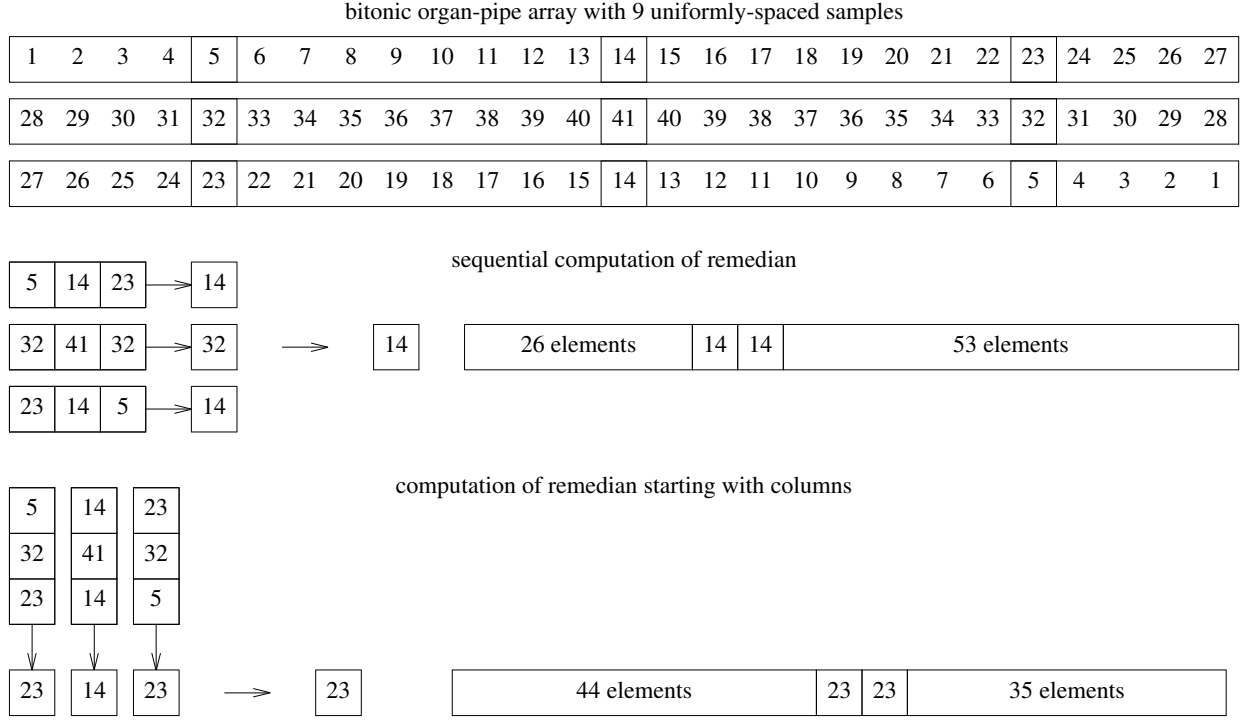 bitonic organ-pipe array with 9 uniformly-spaced samples
1 2 3 4 5 6 7 8 9 10 11 12 13 14 15 16 17 18 19 20 21 22 23 24 25 26 27
28 29 30 31 32 33 34 35 36 37 38 39 40 41 40 39 38 37 36 35 34 33 32 31 30 29 28
27 26 25 24 23 22 21 20 19 18 17 16 15 14 13 12 11 10 9 8 7 6 5 4 3 2 1
sequential computation of remedian
5 14 23 14
32 41 32 32 14 26 elements 14 14 53 elements
23 14 5 14
computation of remedian starting with columns
5 14 23
32 41 32
23 14 5
23 14 23 23 44 elements 23 23 35 elements